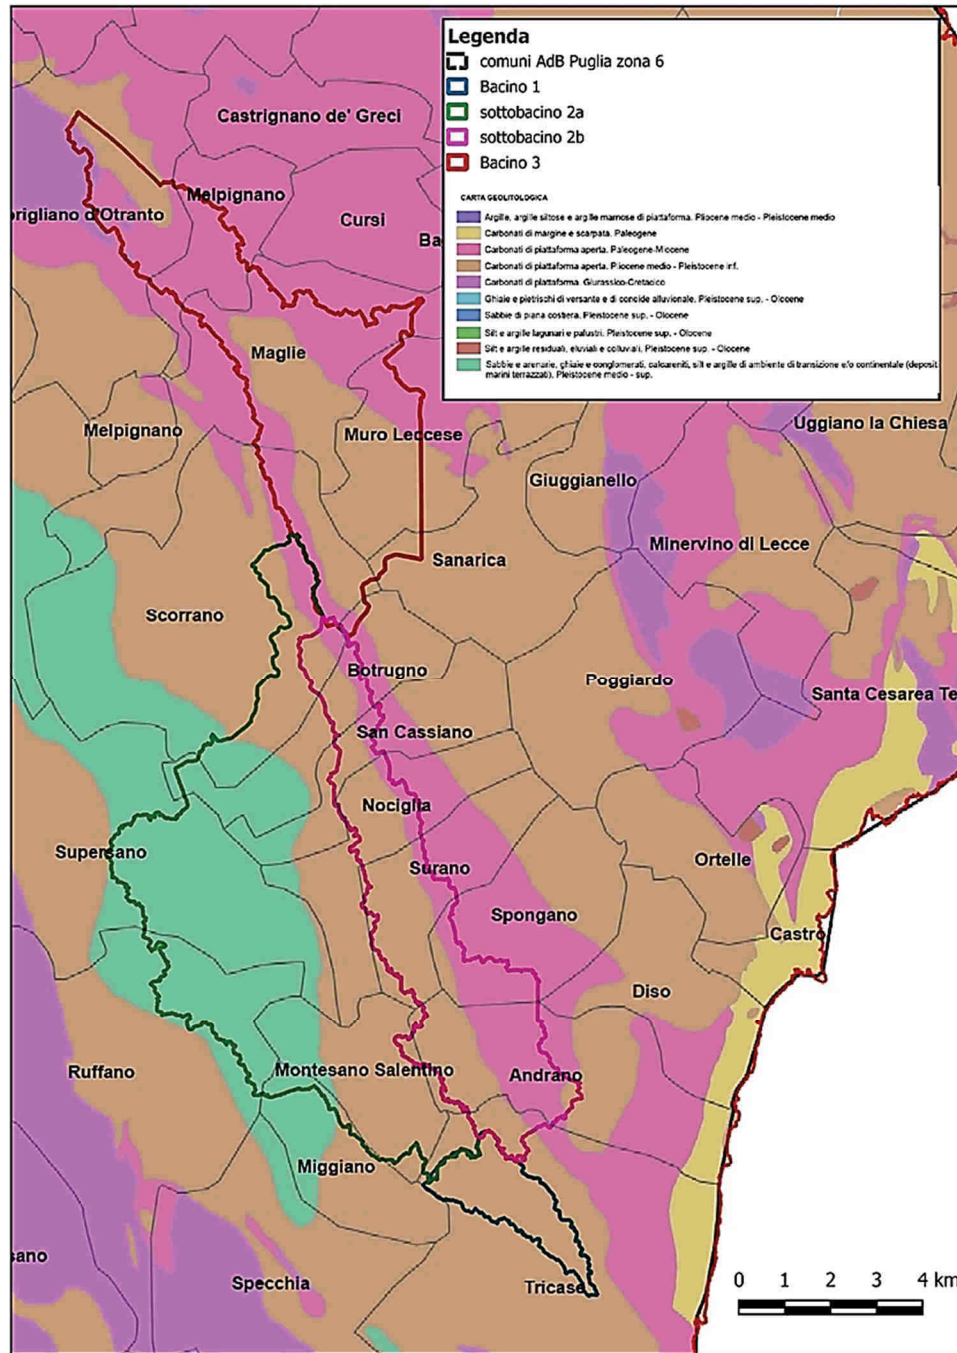 Legenda
comuni AdB Puglia zona 6
Bacino 1
sottobacino 2a
sottobacino 2b
Bacino 3
CARTA GEOLITOLOGICA
Argille, argille siltose e argille marnose di piattaforma. Pliocene medio - Pleistocene medio
Carbonati di margine e scarpata. Paleogene
Carbonati di piattaforma aperta. Paleogene-Miocene
Carbonati di piattaforma aperta. Pliocene medio - Pleistocene inf.
Carbonati di piattaforma. Giurassico-Cretacico
Ghiaie e pietrischi di versante e di conoide alluvionale. Pleistocene sup. - Olocene
Sabbie di piana costiera. Pleistocene sup. - Olocene
Silt e argille lagunari e palustri. Pleistocene sup. - Olocene
Silt e argille residuali, eluviali e colluviali, Pleistocene sup. - Olocene
Sabbie e arenarie, ghiaie e conglomerati, calcareniti, silt e argille di ambiente di transizione e/o continentale (deposit
marini terrazzati). Pleistocene medio - sup.
Castrignano de' Greci
Melpignano
origliano d'Otranto
Cursi
Ba
Maglie
Melpignano
Muro Leccese
Uggiano la Chiesa
Giuggianello
Minervino di Lecce
Sanarica
Scorrano
Botrugno
Poggiardo
Santa Cesarea Te
San Cassiano
Nociglia
Supersano
Surano
Ortelle
Spongano
Castro
Diso
Ruffano
Montesano Salentino
Andrano
Miggiano
sano
Specchia
Tricase
0 1 2 3 4 km